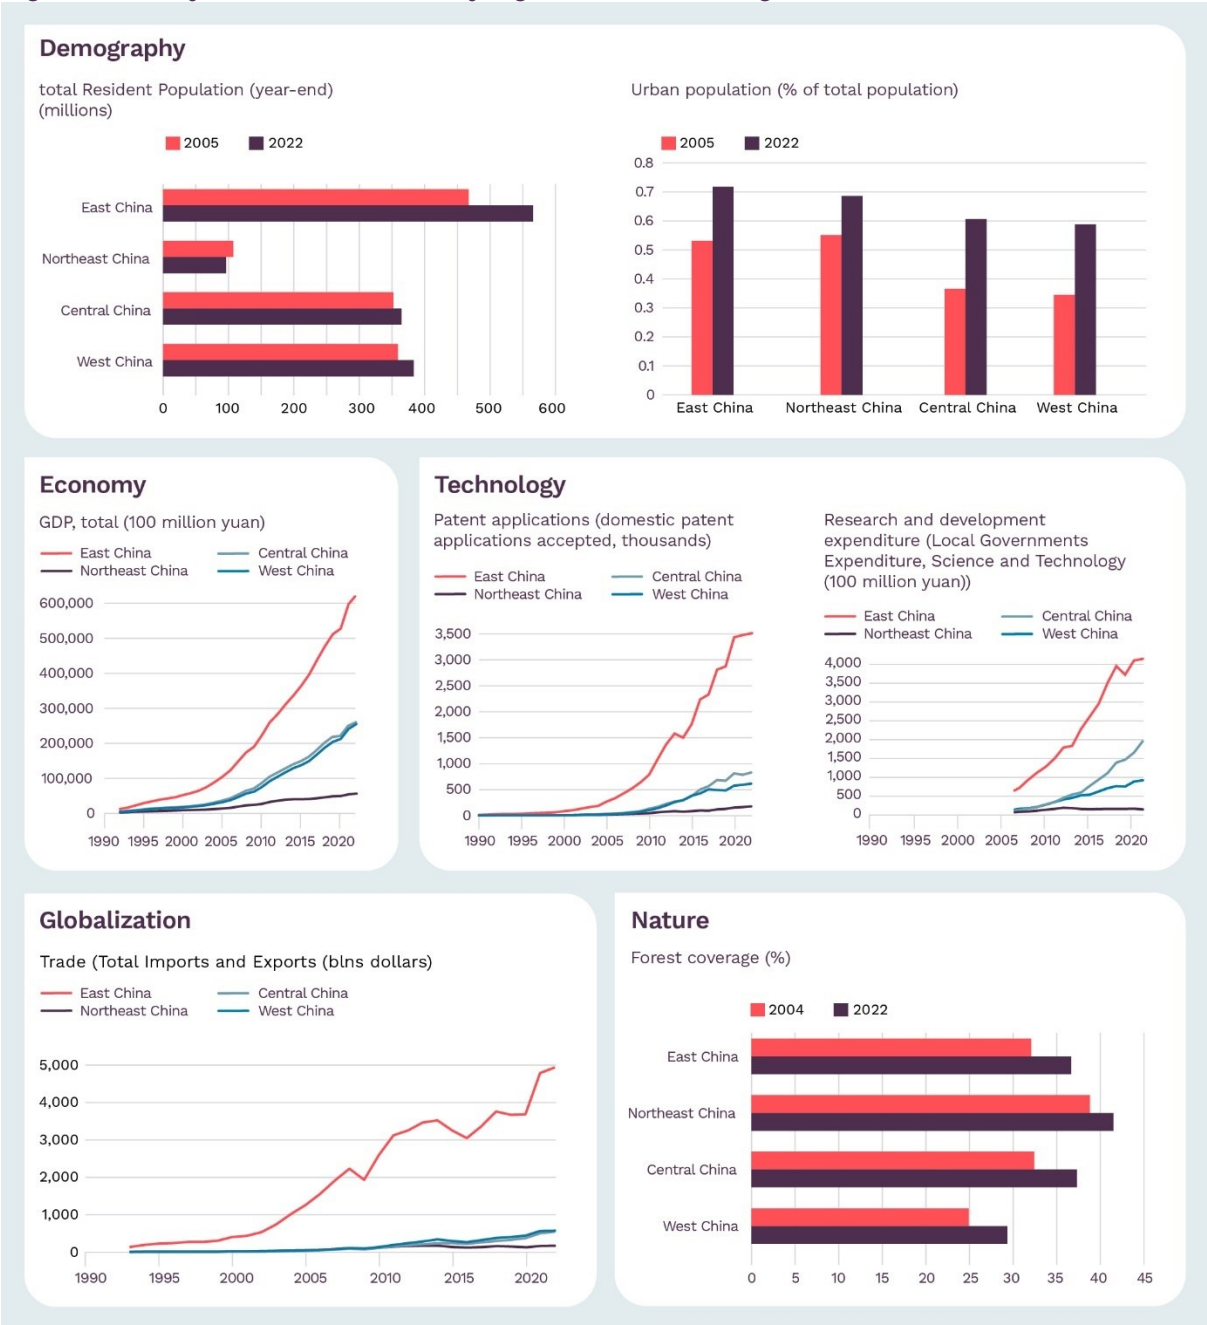 Demography
total Resident Population (year-end)
(millions)
2005 2022
East China
Northeast China
Central China
West China
0 100 200 300 400 500 600
Urban population (% of total population)
2005 2022
0.8
0.7
0.6
0.5
0.4
0.3
0.2
0.1
0
East China Northeast China Central China West China
Economy
GDP, total (100 million yuan)
East China Central China
Northeast China West China
600,000
500,000
400,000
300,000
200,000
100,000
0
1990 1995 2000 2005 2010 2015 2020
Technology
Patent applications (domestic patent
applications accepted, thousands)
East China Central China
Northeast China West China
3,500
3,000
2,500
2,000
1,500
1,000
500
0
1990 1995 2000 2005 2010 2015 2020
Research and development
expenditure (Local Governments
Expenditure, Science and Technology
(100 million yuan))
East China Central China
Northeast China West China
4,000
3,500
3,000
2,500
2,000
1,500
1,000
500
0
1990 1995 2000 2005 2010 2015 2020
Globalization
Trade (Total Imports and Exports (blns dollars)
East China Central China
Northeast China West China
5,000
4,000
3,000
2,000
1,000
0
1990 1995 2000 2005 2010 2015 2020
Nature
Forest coverage (%)
2004 2022
East China
Northeast China
Central China
West China
0 5 10 15 20 25 30 35 40 45